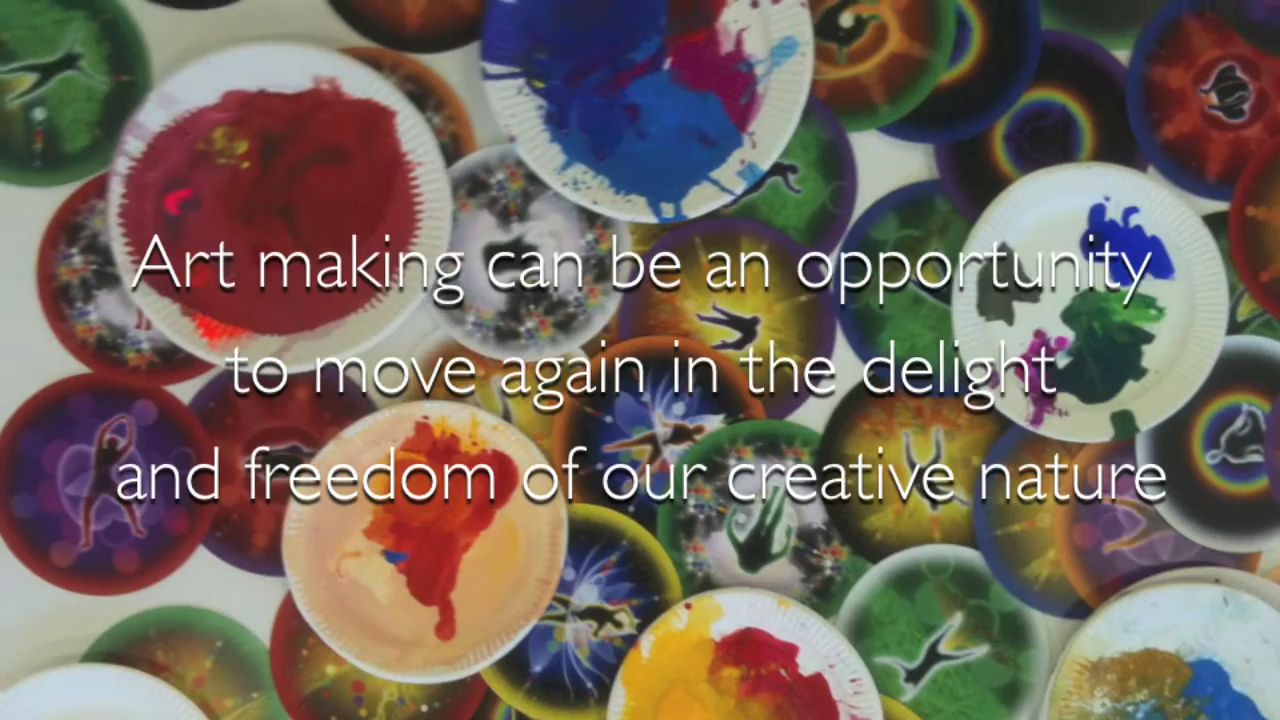 Art making can be an opportunity
to move again in the delight
and freedom of our creative nature